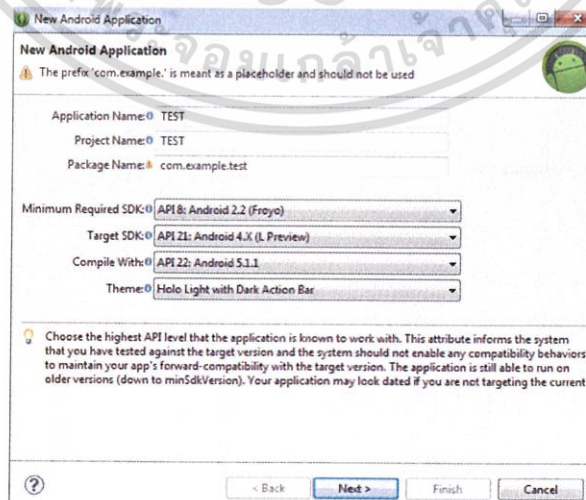 New Android Application
New Android Application
The prefix 'com.example.' is meant as a placeholder and should not be used
Application Name: TEST
Project Name: TEST
Package Name: com.example.test
Minimum Required SDK: API 8: Android 2.2 (Froyo)
Target SDK: API 21: Android 4.X (L Preview)
Compile With: API 22: Android 5.1.1
Theme: Holo Light with Dark Action Bar
Choose the highest API level that the application is known to work with. This attribute informs the system
that you have tested against the target version and the system should not enable any compatibility behaviors
to maintain your app's forward-compatibility with the target version. The application is still able to run on
older versions (down to minSdkVersion). Your application may look dated if you are not targeting the current
< Back
Next >
Finish
Cancel